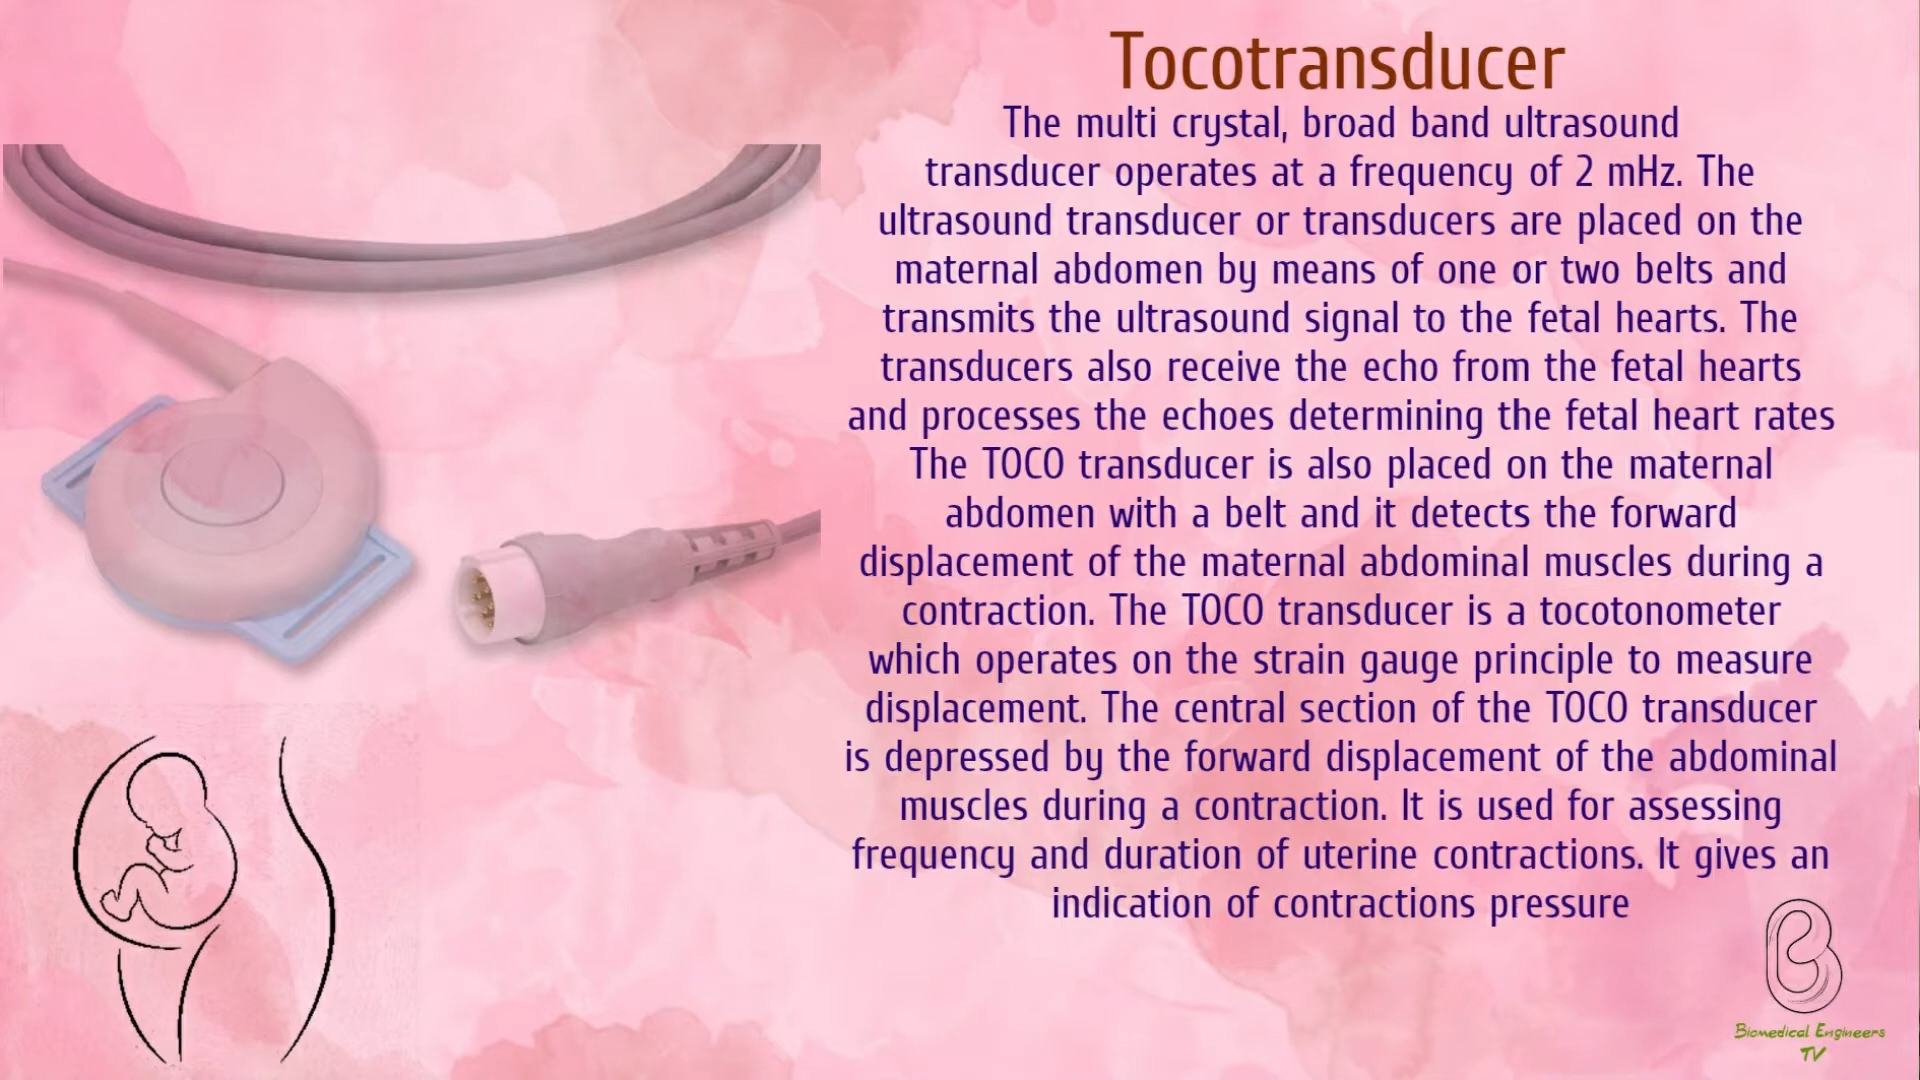 Tocotransducer
The multi crystal, broad band ultrasound
transducer operates at a frequency of 2 mHz. The
ultrasound transducer or transducers are placed on the
maternal abdomen by means of one or two belts and
transmits the ultrasound signal to the fetal hearts. The
transducers also receive the echo from the fetal hearts
and processes the echoes determining the fetal heart rates
The TOCO transducer is also placed on the maternal
abdomen with a belt and it detects the forward
displacement of the maternal abdominal muscles during a
contraction. The TOCO transducer is a tocotonometer
which operates on the strain gauge principle to measure
displacement. The central section of the TOCO transducer
is depressed by the forward displacement of the abdominal
muscles during a contraction. It is used for assessing
frequency and duration of uterine contractions. It gives an
indication of contractions pressure
Biomedical Engineers
TV